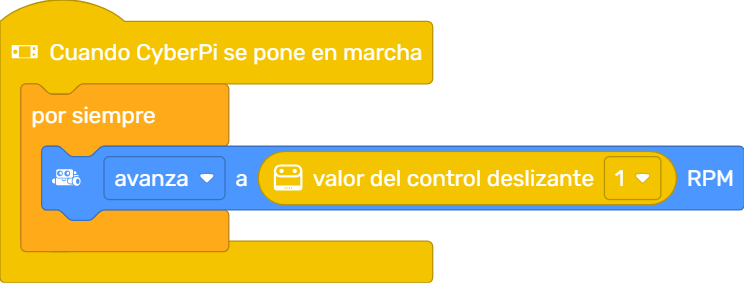 Cuando CyberPi se pone en marcha
por siempre
avanza a valor del control deslizante 1 RPM